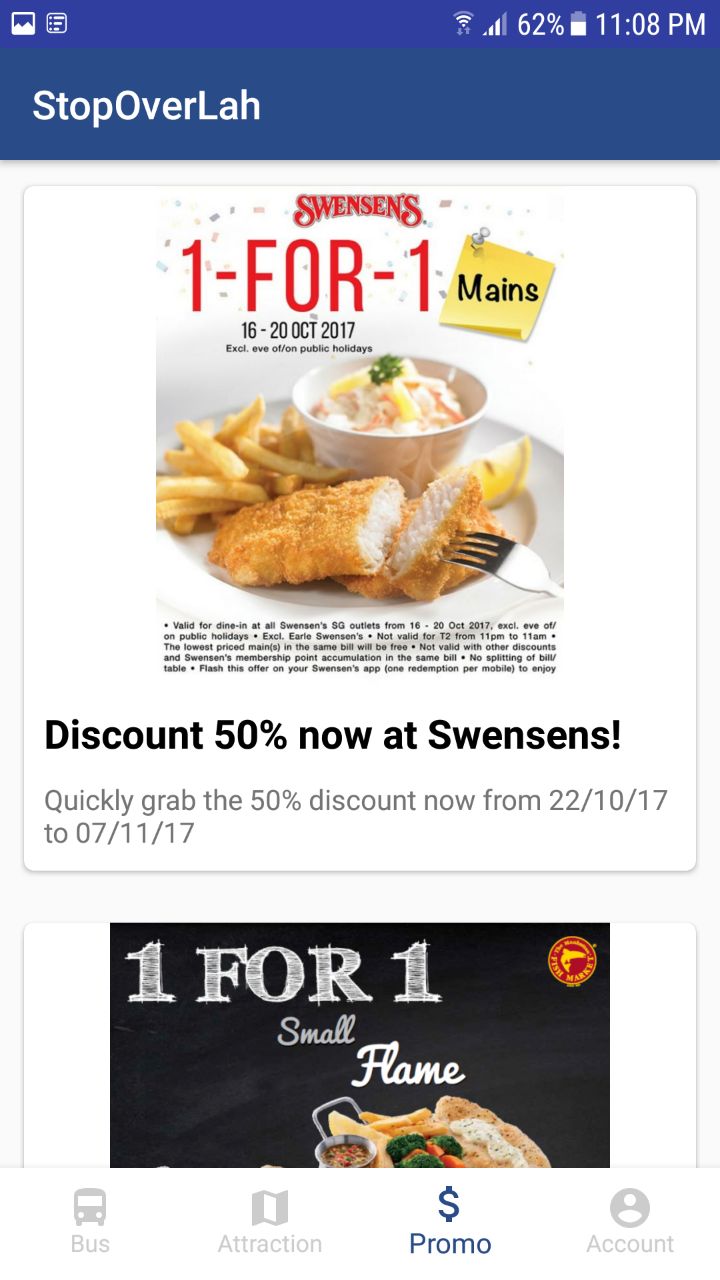 62% 11:08 PM
StopOverLah
SWENSEN'S
1-FOR-1
Mains
16 - 20 OCT 2017
Excl. eve of/on public holidays
• Valid for dine-in at all Swensen's SG outlets from 16 - 20 Oct 2017, excl. eve of/
on public holidays • Excl. Earle Swensen's • Not valid for T2 from 11pm to 11am •
The lowest priced main(s) in the same bill will be free • Not valid with other discounts
and Swensen's membership point accumulation in the same bill • No splitting of bill/
table • Flash this offer on your Swensen's app (one redemption per mobile) to enjoy
Discount 50% now at Swensens!
Quickly grab the 50% discount now from 22/10/17
to 07/11/17
1 FOR 1
The Manhattan
FISH MARKET
Small
Flame
Bus
Attraction
Promo
Account